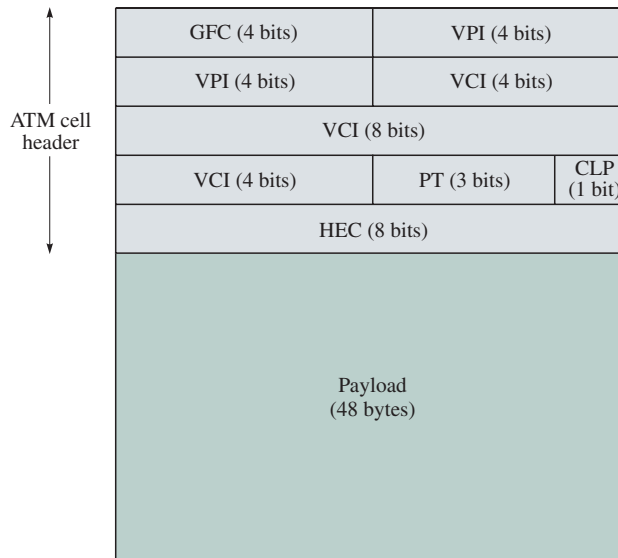 GFC (4 bits)
VPI (4 bits)
VPI (4 bits)
VCI (4 bits)
ATM cell
header
VCI (8 bits)
VCI (4 bits)
PT (3 bits)
CLP
(1 bit)
HEC (8 bits)
Payload
(48 bytes)